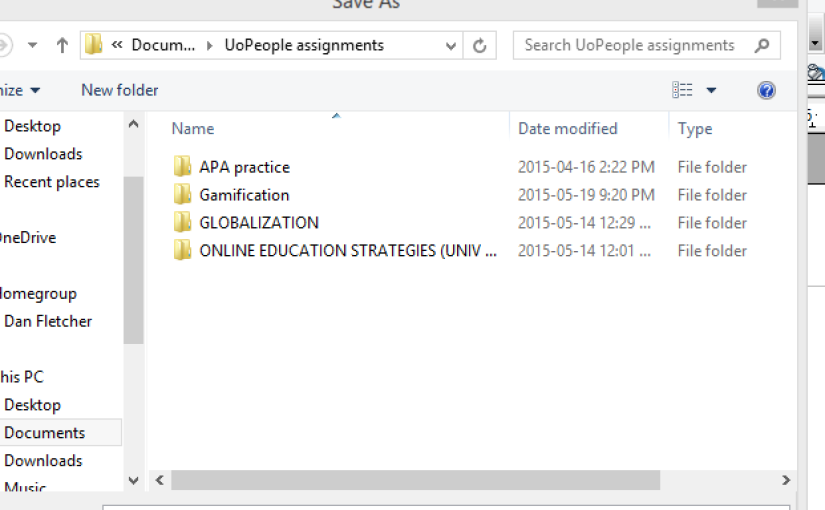 Save As
« Docum... UoPeople assignments
Search UoPeople assignments
nize New folder
Name Date modified Type
APA practice 2015-04-16 2:22 PM File folder
Gamification 2015-05-19 9:20 PM File folder
GLOBALIZATION 2015-05-14 12:29 ... File folder
ONLINE EDUCATION STRATEGIES (UNIV ... 2015-05-14 12:01 ... File folder
Desktop
Downloads
Recent places
OneDrive
Homegroup
Dan Fletcher
his PC
Desktop
Documents
Downloads
Music